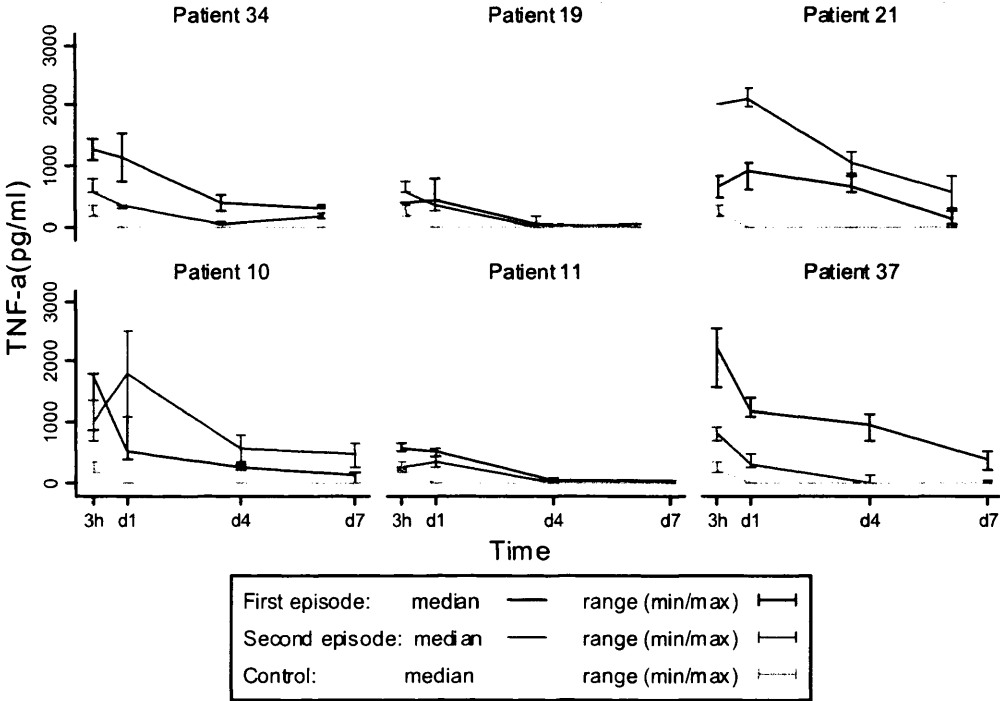 Patient 34 Patient 19 Patient 21
3000
2000
1000
0
Patient 10 Patient 11 Patient 37
TNF-a(pg/ml)
3000
2000
1000
0
3h d1 d4 d7 3h d1 d4 d7 3h d1 d4 d7
Time
First episode: median range (min/max)
Second episode: median range (min/max)
Control: median range (min/max)